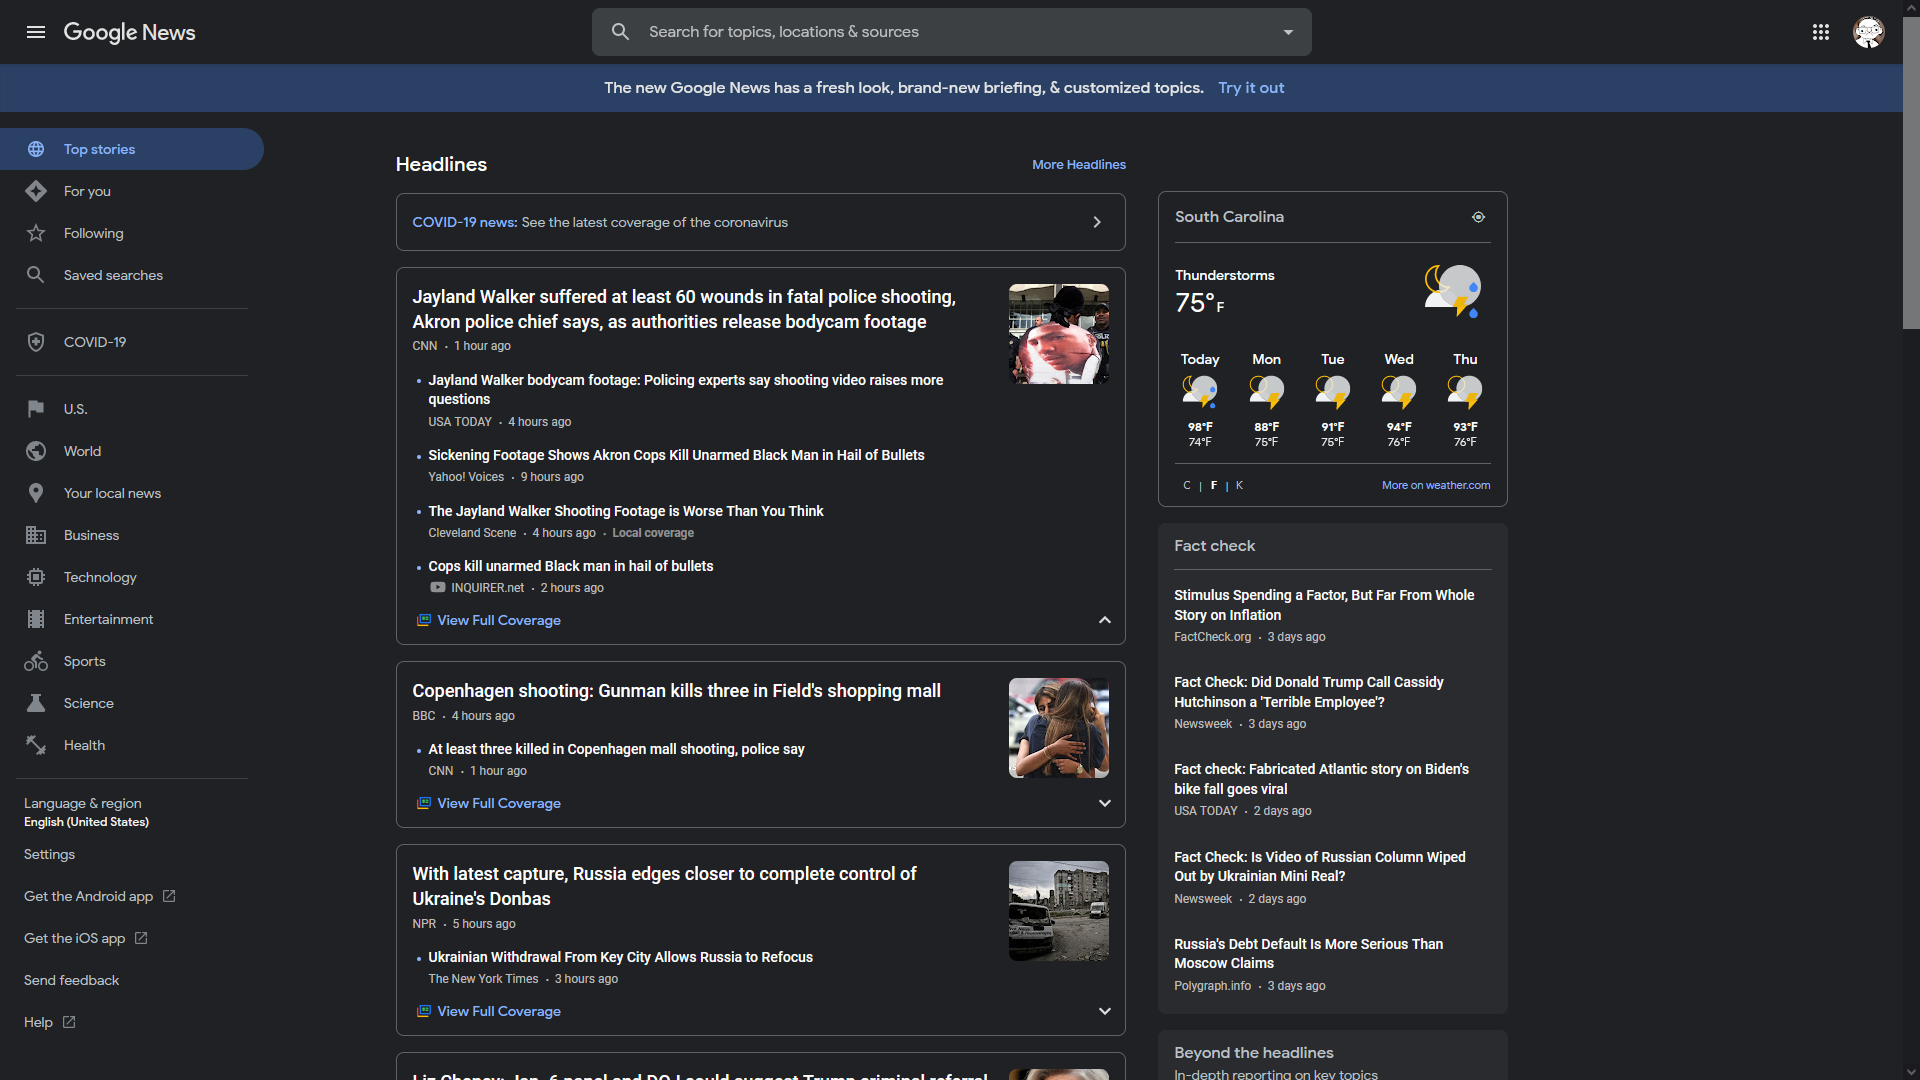 Google News
Search for topics, locations & sources
The new Google News has a fresh look, brand-new briefing, & customized topics. Try it out
Top stories
For you
Following
Saved searches
COVID-19
U.S.
World
Your local news
Business
Technology
Entertainment
Sports
Science
Health
Language & region
English (United States)
Settings
Get the Android app
Get the iOS app
Send feedback
Help
Headlines
More Headlines
COVID-19 news: See the latest coverage of the coronavirus
Jayland Walker suffered at least 60 wounds in fatal police shooting,
Akron police chief says, as authorities release bodycam footage
CNN · 1 hour ago
• Jayland Walker bodycam footage: Policing experts say shooting video raises more
questions
USA TODAY · 4 hours ago
• Sickening Footage Shows Akron Cops Kill Unarmed Black Man in Hail of Bullets
Yahoo! Voices · 9 hours ago
• The Jayland Walker Shooting Footage is Worse Than You Think
Cleveland Scene · 4 hours ago · Local coverage
• Cops kill unarmed Black man in hail of bullets
INQUIRER.net · 2 hours ago
View Full Coverage
Copenhagen shooting: Gunman kills three in Field's shopping mall
BBC · 4 hours ago
• At least three killed in Copenhagen mall shooting, police say
CNN · 1 hour ago
View Full Coverage
With latest capture, Russia edges closer to complete control of
Ukraine's Donbas
NPR · 5 hours ago
• Ukrainian Withdrawal From Key City Allows Russia to Refocus
The New York Times · 3 hours ago
View Full Coverage
Liz Cheney: Jan. 6 panel and DOJ could suggest Trump criminal referral
South Carolina
Thunderstorms
75°F
Today Mon Tue Wed Thu
98°F 88°F 91°F 94°F 93°F
74°F 75°F 75°F 76°F 76°F
C | F | K
More on weather.com
Fact check
Stimulus Spending a Factor, But Far From Whole
Story on Inflation
FactCheck.org · 3 days ago
Fact Check: Did Donald Trump Call Cassidy
Hutchinson a 'Terrible Employee'?
Newsweek · 3 days ago
Fact check: Fabricated Atlantic story on Biden's
bike fall goes viral
USA TODAY · 2 days ago
Fact Check: Is Video of Russian Column Wiped
Out by Ukrainian Mini Real?
Newsweek · 2 days ago
Russia's Debt Default Is More Serious Than
Moscow Claims
Polygraph.info · 3 days ago
Beyond the headlines
In-depth reporting on key topics